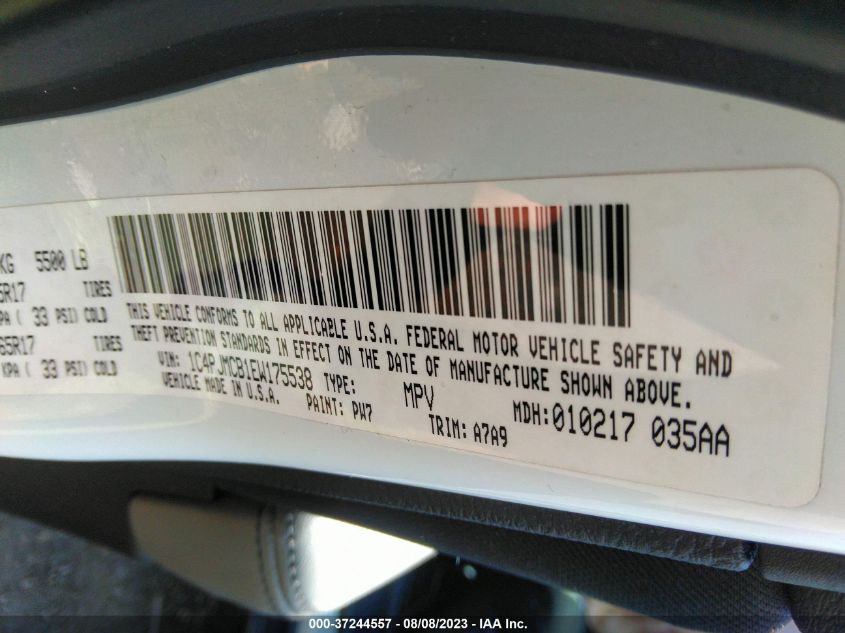 KG 5500 LB
5R17 TIRES
PA ( 33 PSI) COLD
65R17 TIRES
KPA ( 33 PSI) COLD
THIS VEHICLE CONFORMS TO ALL APPLICABLE U.S.A. FEDERAL MOTOR VEHICLE SAFETY AND
THEFT PREVENTION STANDARDS IN EFFECT ON THE DATE OF MANUFACTURE SHOWN ABOVE.
VIN: 1C4PJMCB1EW175538 TYPE: MPV MDH:010217 035AA
VEHICLE MADE IN U.S.A. PAINT: PW7 TRIM: A7A9
000-37244557 - 08/08/2023 - IAA Inc.